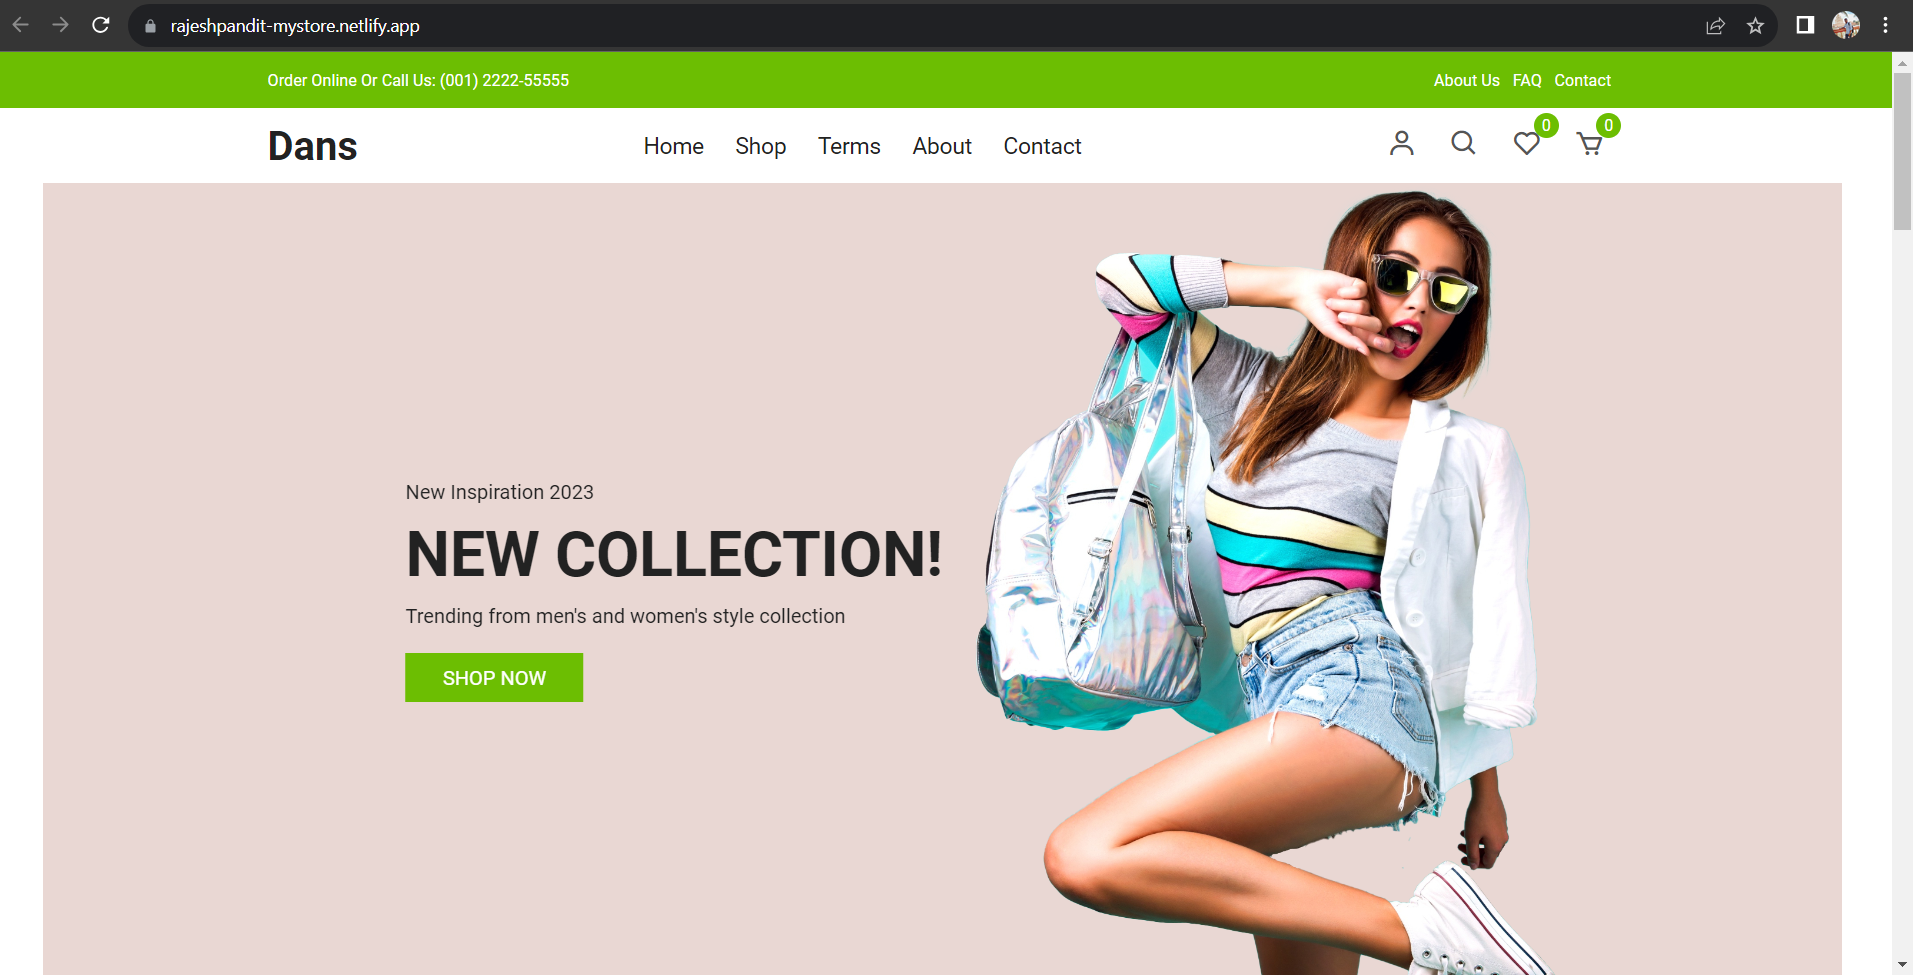 rajeshpandit-mystore.netlify.app
Order Online Or Call Us: (001) 2222-55555
About Us FAQ Contact
Dans
Home Shop Terms About Contact
0
0
New Inspiration 2023
NEW COLLECTION!
Trending from men's and women's style collection
SHOP NOW